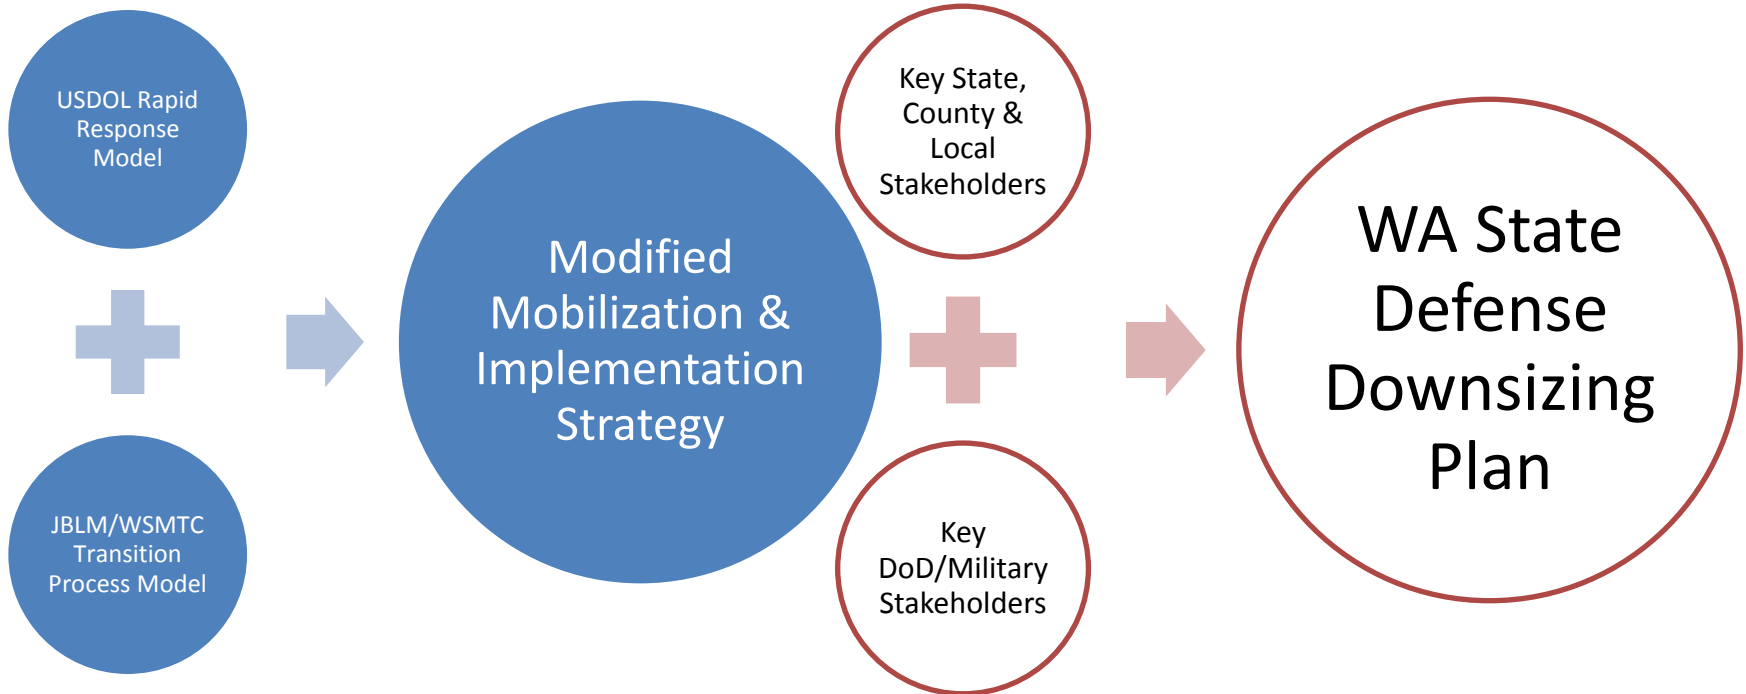 USDOL Rapid
Response
Model
JBLM/WSMTC
Transition
Process Model
Modified
Mobilization &
Implementation
Strategy
Key State,
County &
Local
Stakeholders
Key
DoD/Military
Stakeholders
WA State
Defense
Downsizing
Plan